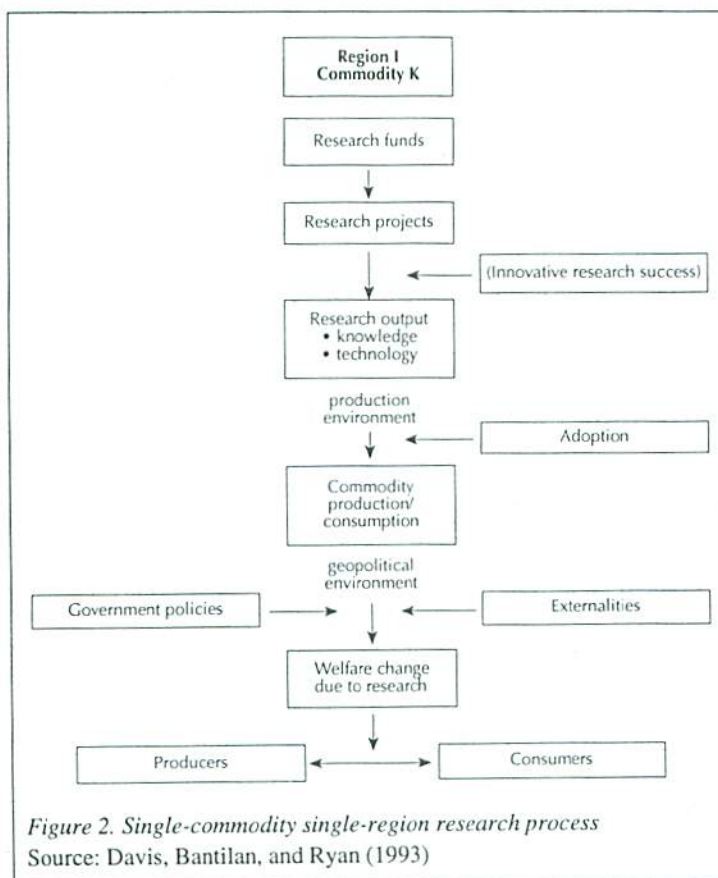 Region I
Commodity K
Research funds
Research projects
(Innovative research success)
Research output
• knowledge
• technology
production
environment
Adoption
Commodity
production/
consumption
geopolitical
environment
Government policies
Externalities
Welfare change
due to research
Producers
Consumers
Figure 2. Single-commodity single-region research process
Source: Davis, Bantilan, and Ryan (1993)